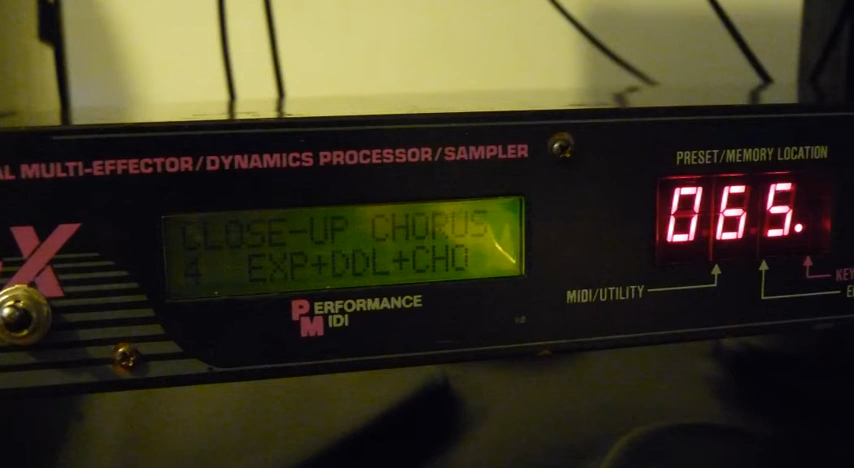 AL MULTI-EFFECTOR/DYNAMICS PROCESSOR/SAMPLER
PRESET/MEMORY LOCATION
065.
CLOSE-UP CHORUS
4 EXP+DDL+CHO
-X
MIDI/UTILITY
KEY
E
PERFORMANCE
MIDI